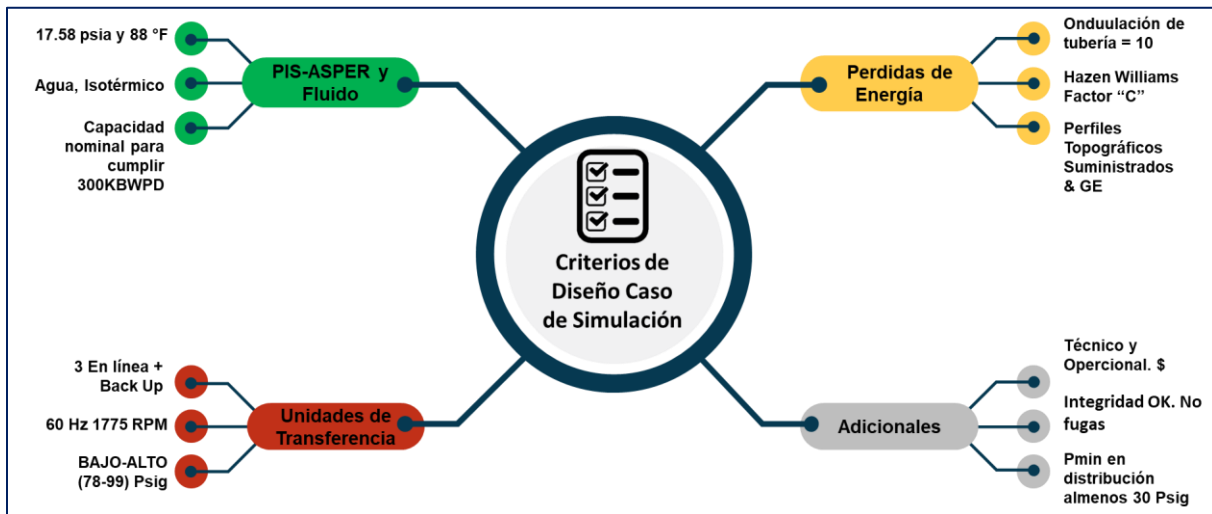 17.58 psia y 88 °F
Agua, Isotérmico
Capacidad
nominal para
cumplir
300KBWPD
PIS-ASPER y
Fluido
Perdidas de
Energía
Onduulación de
tubería = 10
Hazen Williams
Factor “C”
Perfiles
Topográficos
Suministrados
& GE
Criterios de
Diseño Caso
de Simulación
3 En línea +
Back Up
60 Hz 1775 RPM
BAJO-ALTO
(78-99) Psig
Unidades de
Transferencia
Adicionales
Técnico y
Opercional. $
Integridad OK. No
fugas
Pmin en
distribución
almenos 30 Psig